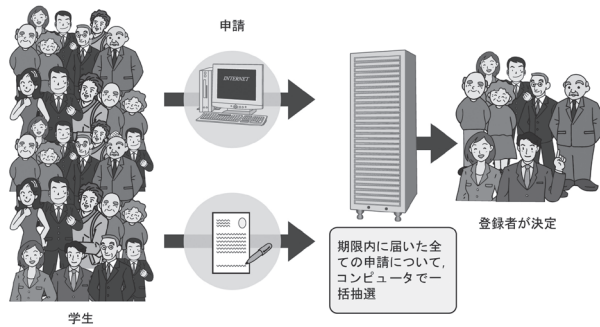 申請
INTERNET
期限内に届いた全
ての申請について,
コンピュータで一
括抽選
登録者が決定
学生